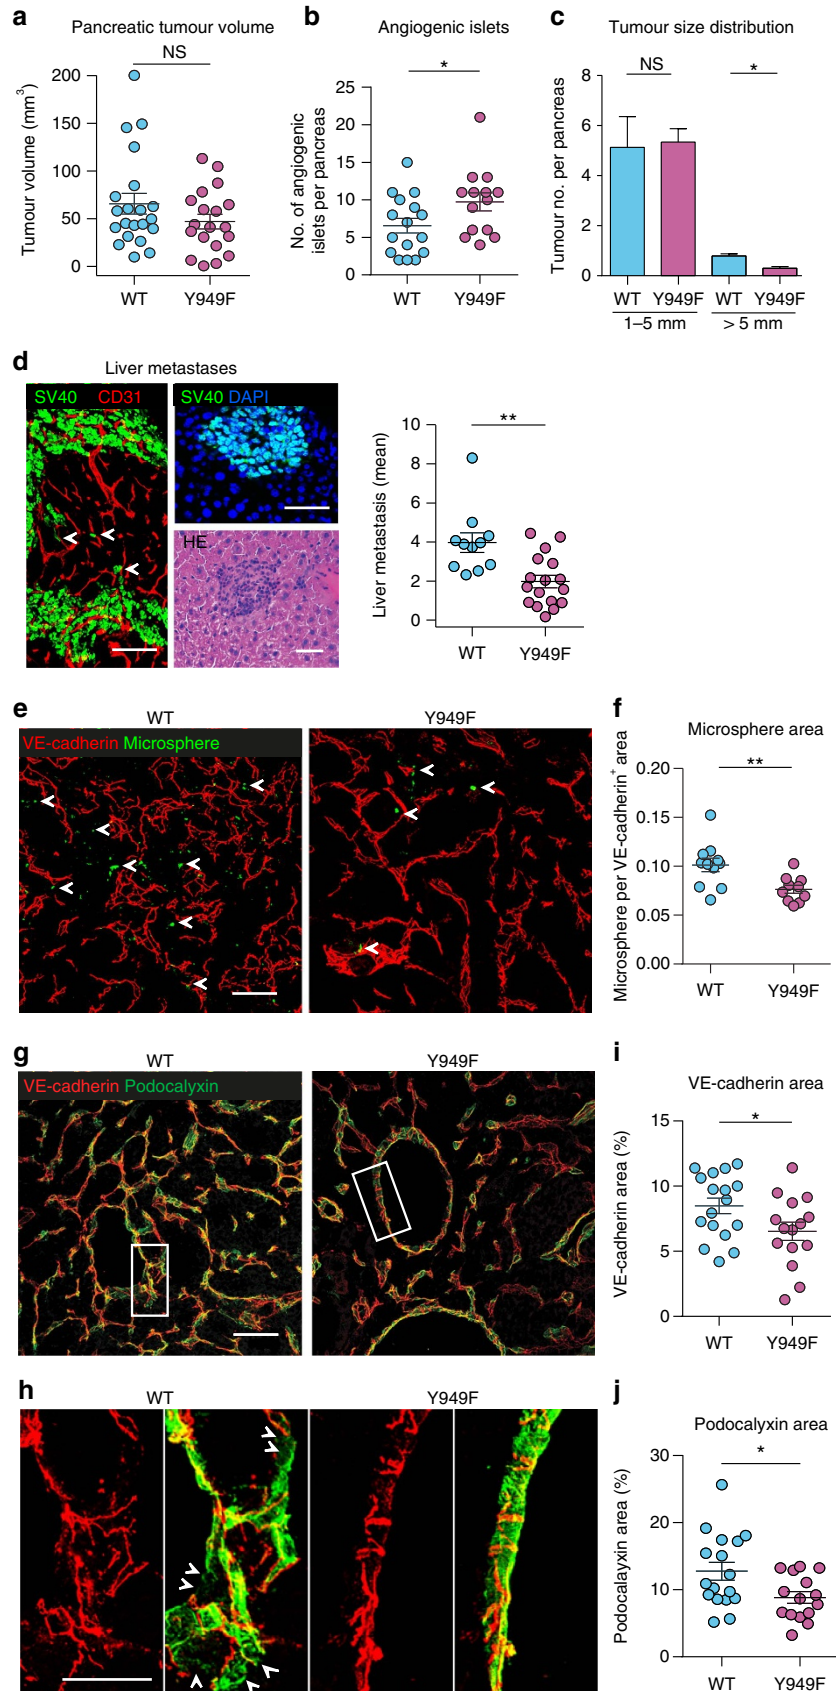 a
Pancreatic tumour volume
NS
Tumour volume (mm3)
200
150
100
50
0
WT
Y949F
b
Angiogenic islets
*
No. of angiogenic
islets per pancreas
25
20
15
10
5
0
WT
Y949F
c
Tumour size distribution
NS
*
Tumour no. per pancreas
8
6
4
2
0
WT Y949F WT Y949F
1–5 mm
> 5 mm
d
Liver metastases
SV40 CD31
SV40 DAPI
HE
**
Liver metastasis (mean)
10
8
6
4
2
0
WT
Y949F
e
WT
Y949F
VE-cadherin Microsphere
f
Microsphere area
**
Microsphere per VE-cadherin+ area
0.20
0.15
0.10
0.05
0.00
WT
Y949F
g
WT
Y949F
VE-cadherin Podocalyxin
i
VE-cadherin area
*
VE-cadherin area (%)
15
10
5
0
WT
Y949F
h
WT
Y949F
j
Podocalyxin area
*
Podocalayxin area (%)
30
20
10
0
WT
Y949F